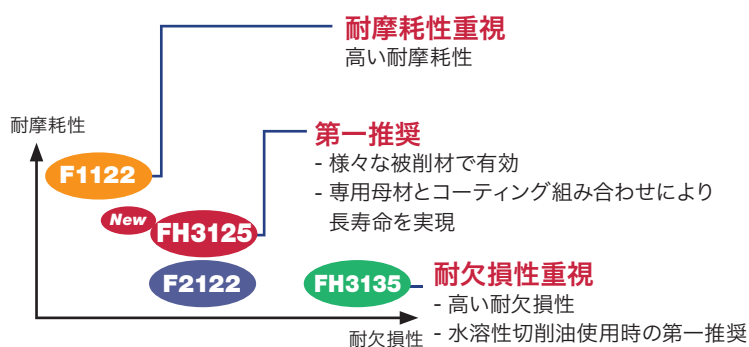 耐摩耗性重視
高い耐摩耗性
耐摩耗性
第一推奨
- 様々な被削材で有効
- 専用母材とコーティング組み合わせにより
長寿命を実現
F1122
New
FH3125
F2122
FH3135
耐欠損性重視
- 高い耐欠損性
- 水溶性切削油使用時の第一推奨
耐欠損性